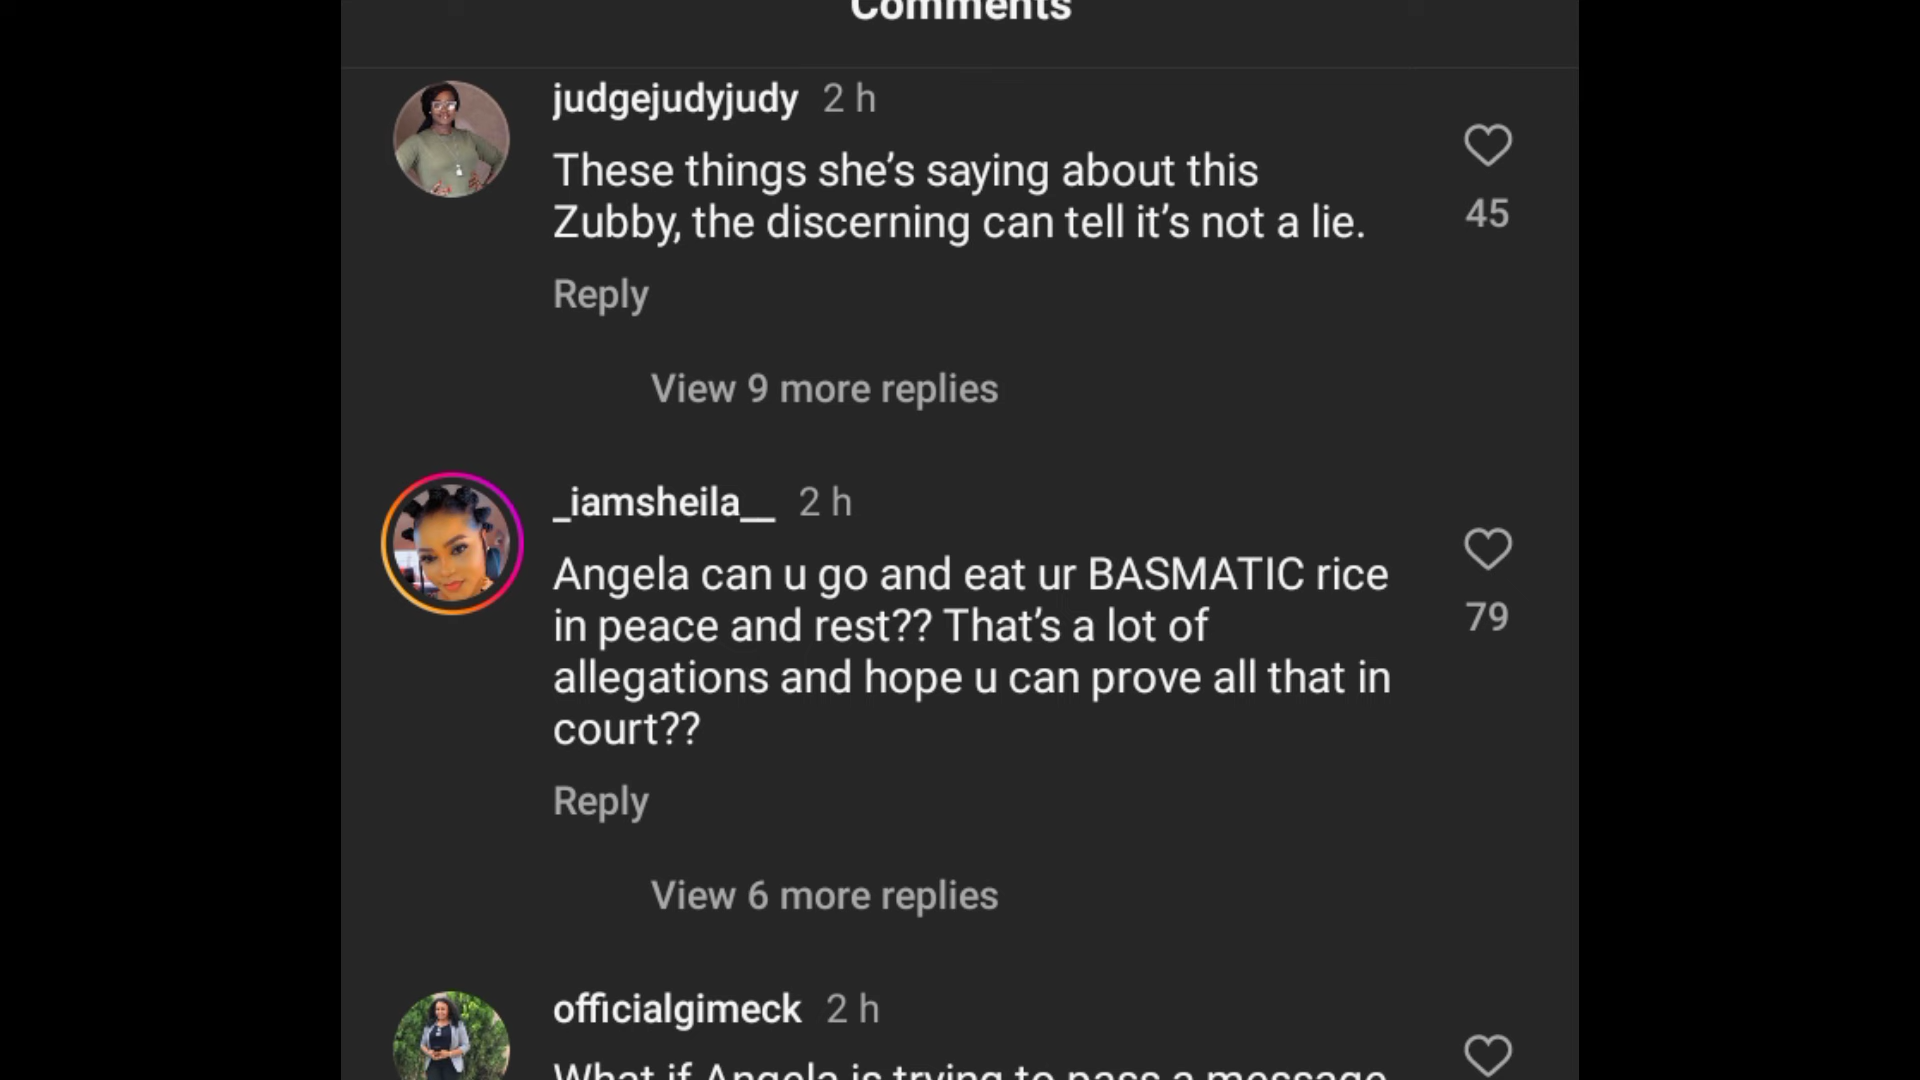 Comments
judgejudyjudy 2 h
These things she's saying about this
Zubby, the discerning can tell it's not a lie.
45
Reply
View 9 more replies
_iamsheila__ 2 h
Angela can u go and eat ur BASMATIC rice
in peace and rest?? That's a lot of
allegations and hope u can prove all that in
court??
79
Reply
View 6 more replies
officialgimeck 2 h
What if Angela is trying to pass a message